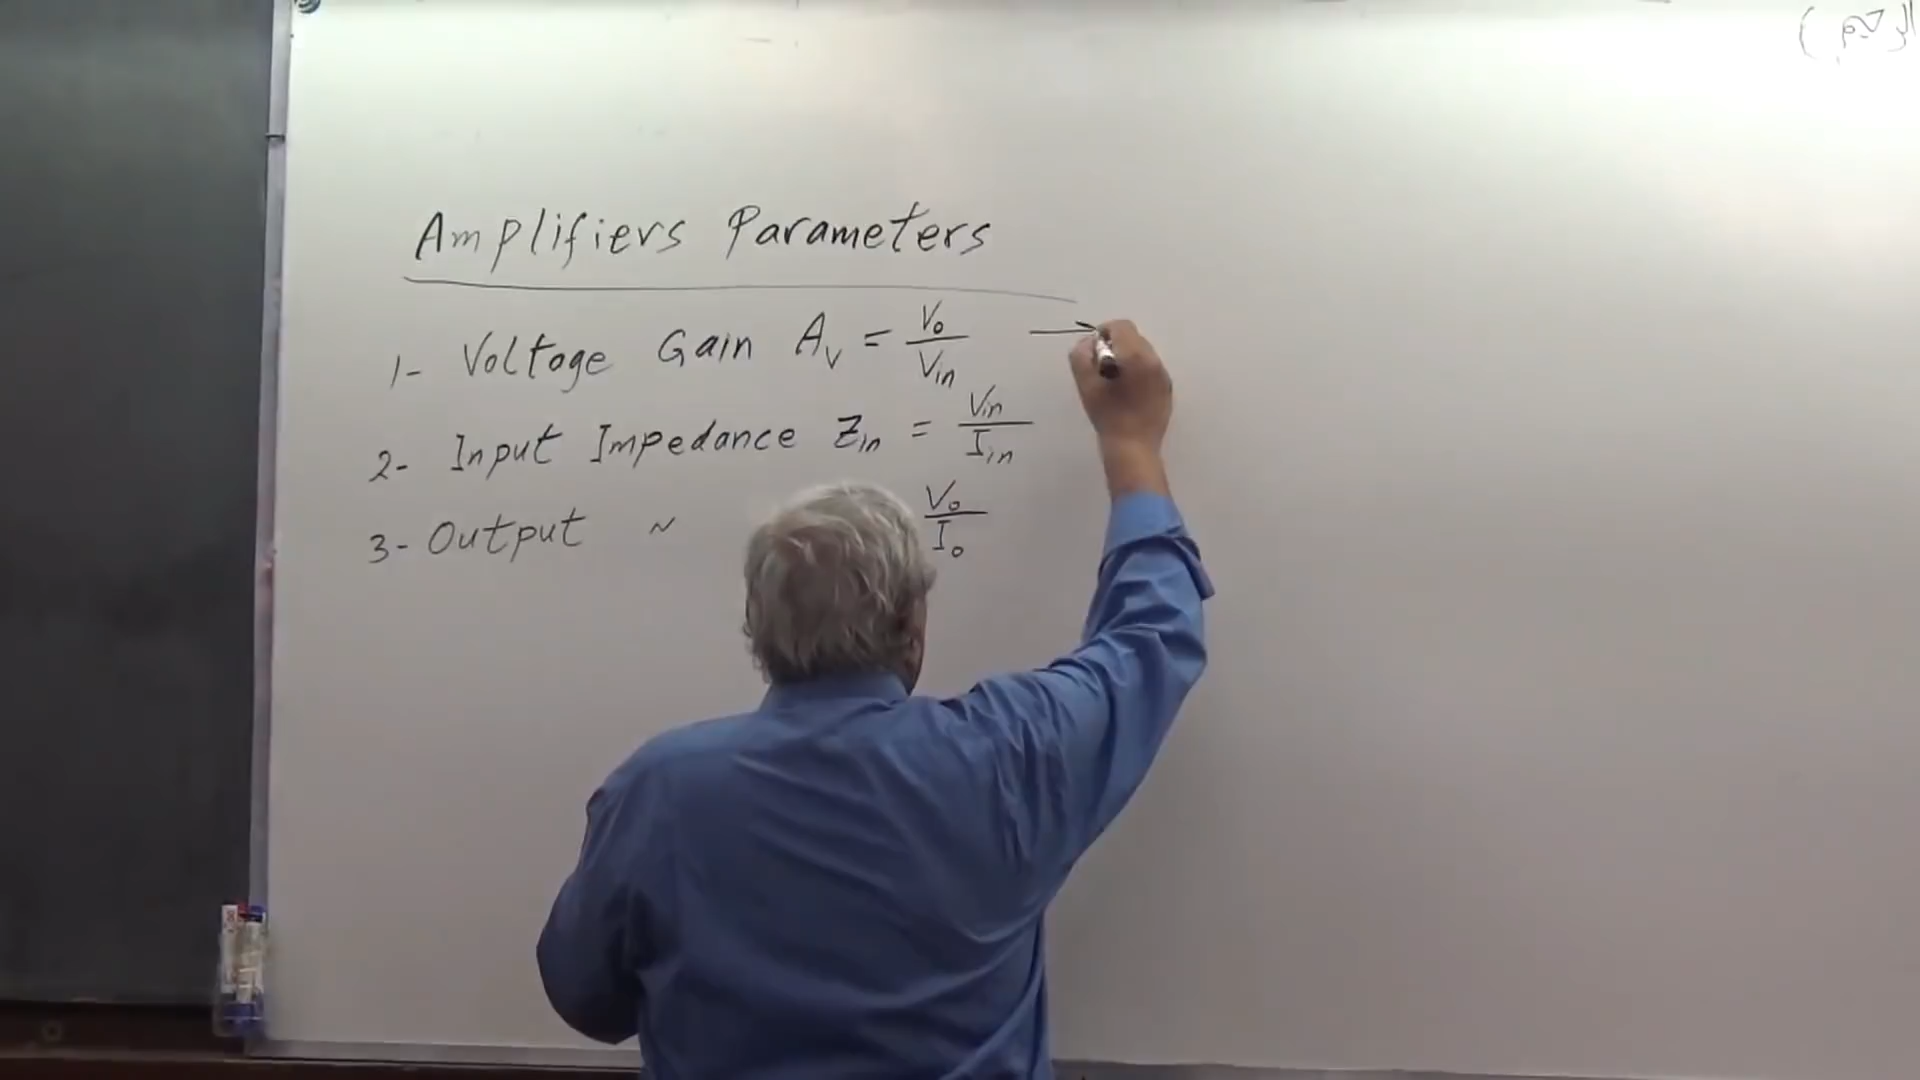 Amplifiers Parameters
1- Voltage Gain Av = Vo/Vin →
2- Input Impedance Zin = Vin/Iin
3- Output ~ Vo/Io